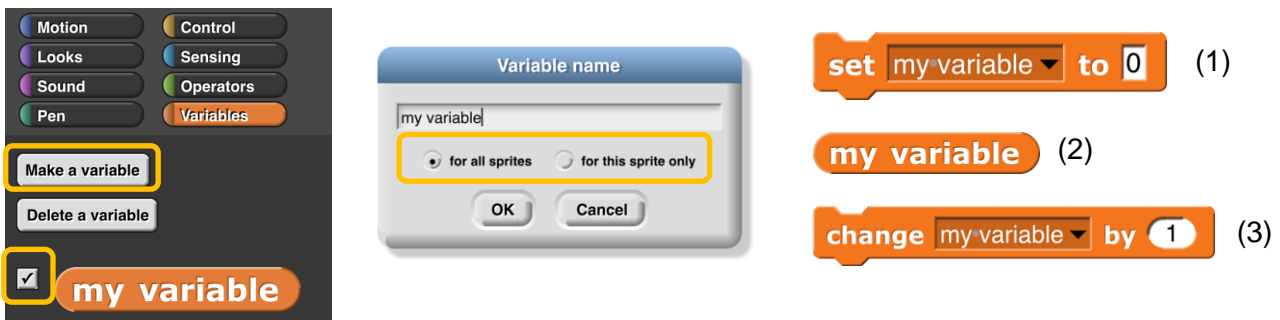 Motion Control
Looks Sensing
Sound Operators
Pen Variables
Make a variable
Delete a variable
my variable
Variable name
my variable
for all sprites for this sprite only
OK Cancel
set my variable to 0 (1)
my variable (2)
change my variable by 1 (3)